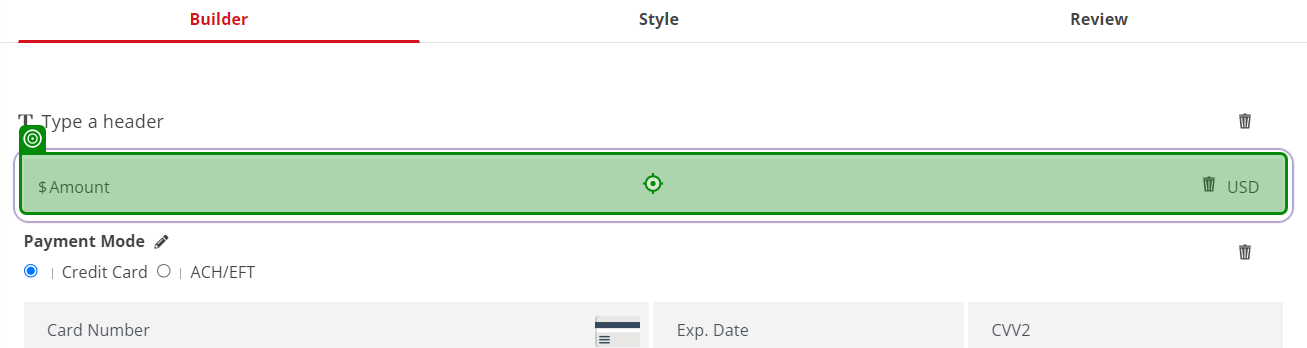 Builder Style Review
Type a header
$ Amount USD
Payment Mode
Credit Card ACH/EFT
Card Number Exp. Date CVV2